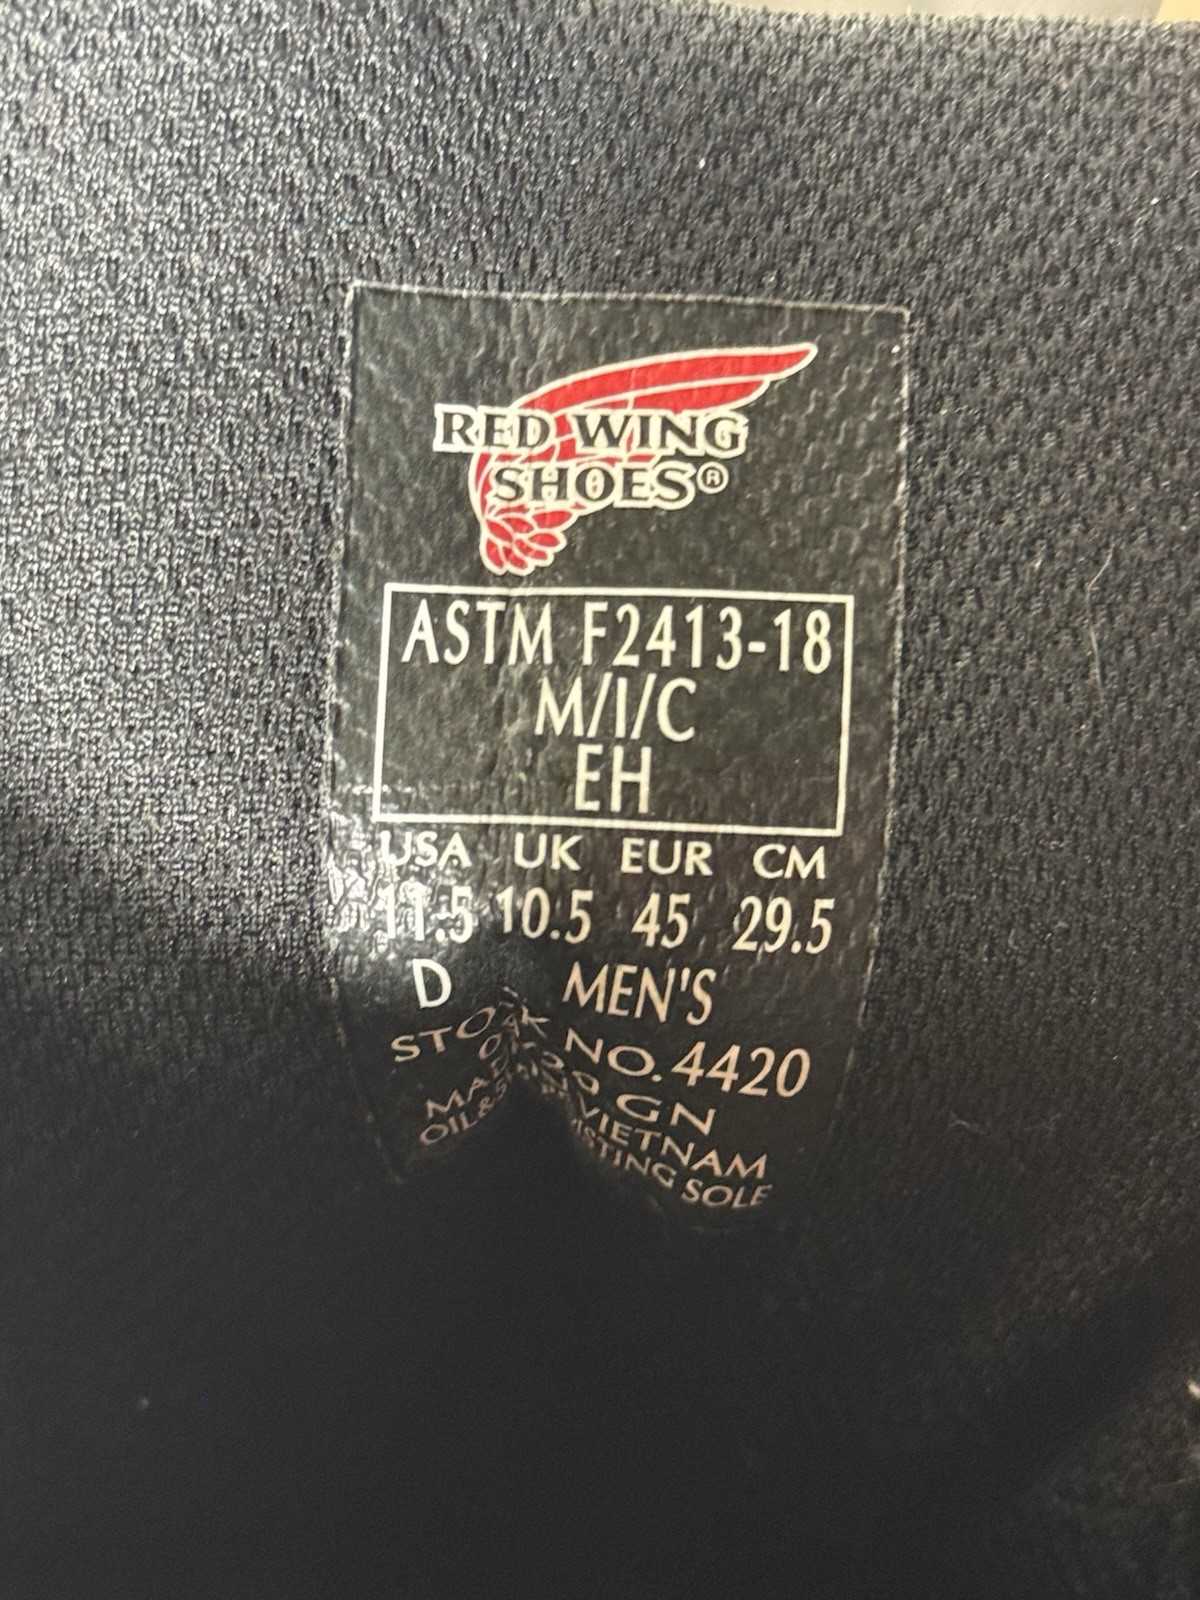 RED WING
SHOES®
ASTM F2413-18
M/I/C
EH
USA UK EUR CM
11.5 10.5 45 29.5
D MEN'S
STOCK NO. 4420
GN
VIETNAM
SOLE